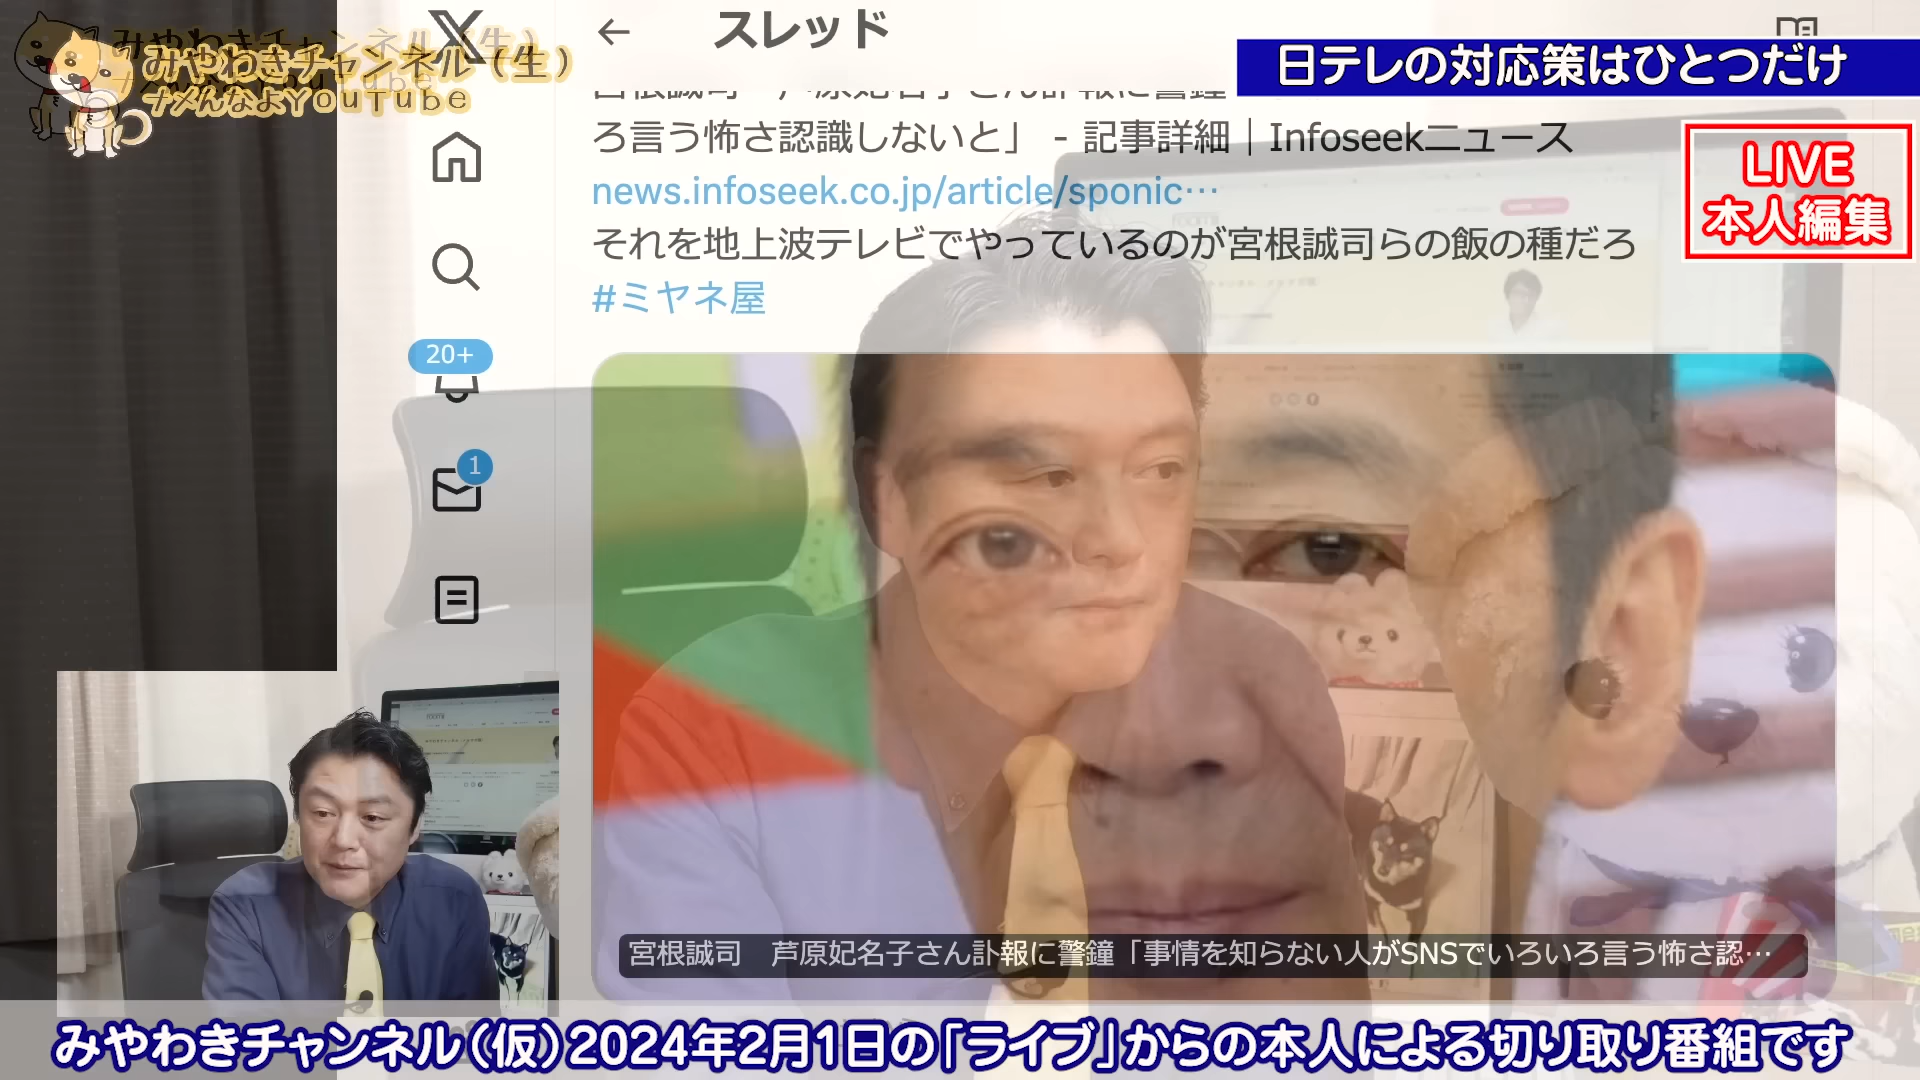 みやわきチャンネル（生）
ナメんなよYouTube
スレッド
日テレの対応策はひとつだけ
LIVE
本人編集
ろ言う怖さ認識しないと」 - 記事詳細｜Infoseekニュース
news.infoseek.co.jp/article/sponic…
それを地上波テレビでやっているのが宮根誠司らの飯の種だろ
#ミヤネ屋
20+
1
宮根誠司　芦原妃名子さん訃報に警鐘「事情を知らない人がSNSでいろいろ言う怖さ認…
みやわきチャンネル（仮）2024年2月1日の「ライブ」からの本人による切り取り番組です